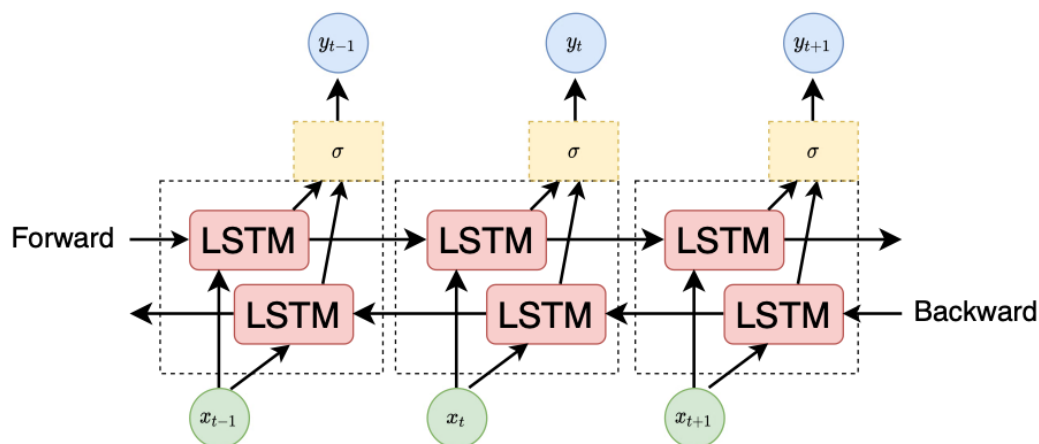 y_{t-1} y_t y_{t+1}
σ σ σ
Forward LSTM LSTM LSTM
LSTM LSTM LSTM Backward
x_{t-1} x_t x_{t+1}